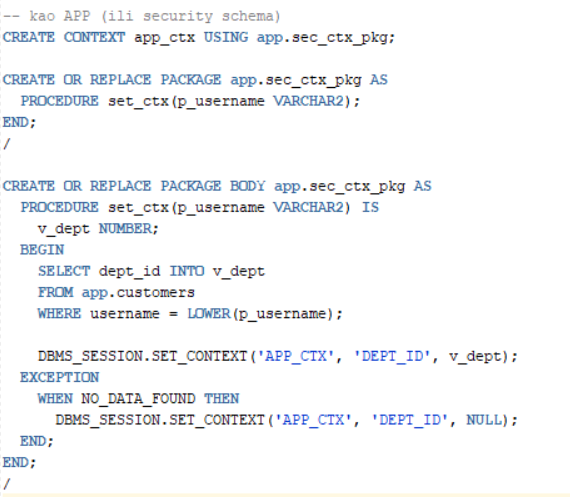 -- kao APP (ili security schema)
CREATE CONTEXT app_ctx USING app.sec_ctx_pkg;
CREATE OR REPLACE PACKAGE app.sec_ctx_pkg AS
  PROCEDURE set_ctx(p_username VARCHAR2);
END;
/
CREATE OR REPLACE PACKAGE BODY app.sec_ctx_pkg AS
  PROCEDURE set_ctx(p_username VARCHAR2) IS
    v_dept NUMBER;
  BEGIN
    SELECT dept_id INTO v_dept
    FROM app.customers
    WHERE username = LOWER(p_username);
    DBMS_SESSION.SET_CONTEXT('APP_CTX', 'DEPT_ID', v_dept);
  EXCEPTION
    WHEN NO_DATA_FOUND THEN
      DBMS_SESSION.SET_CONTEXT('APP_CTX', 'DEPT_ID', NULL);
  END;
END;
/